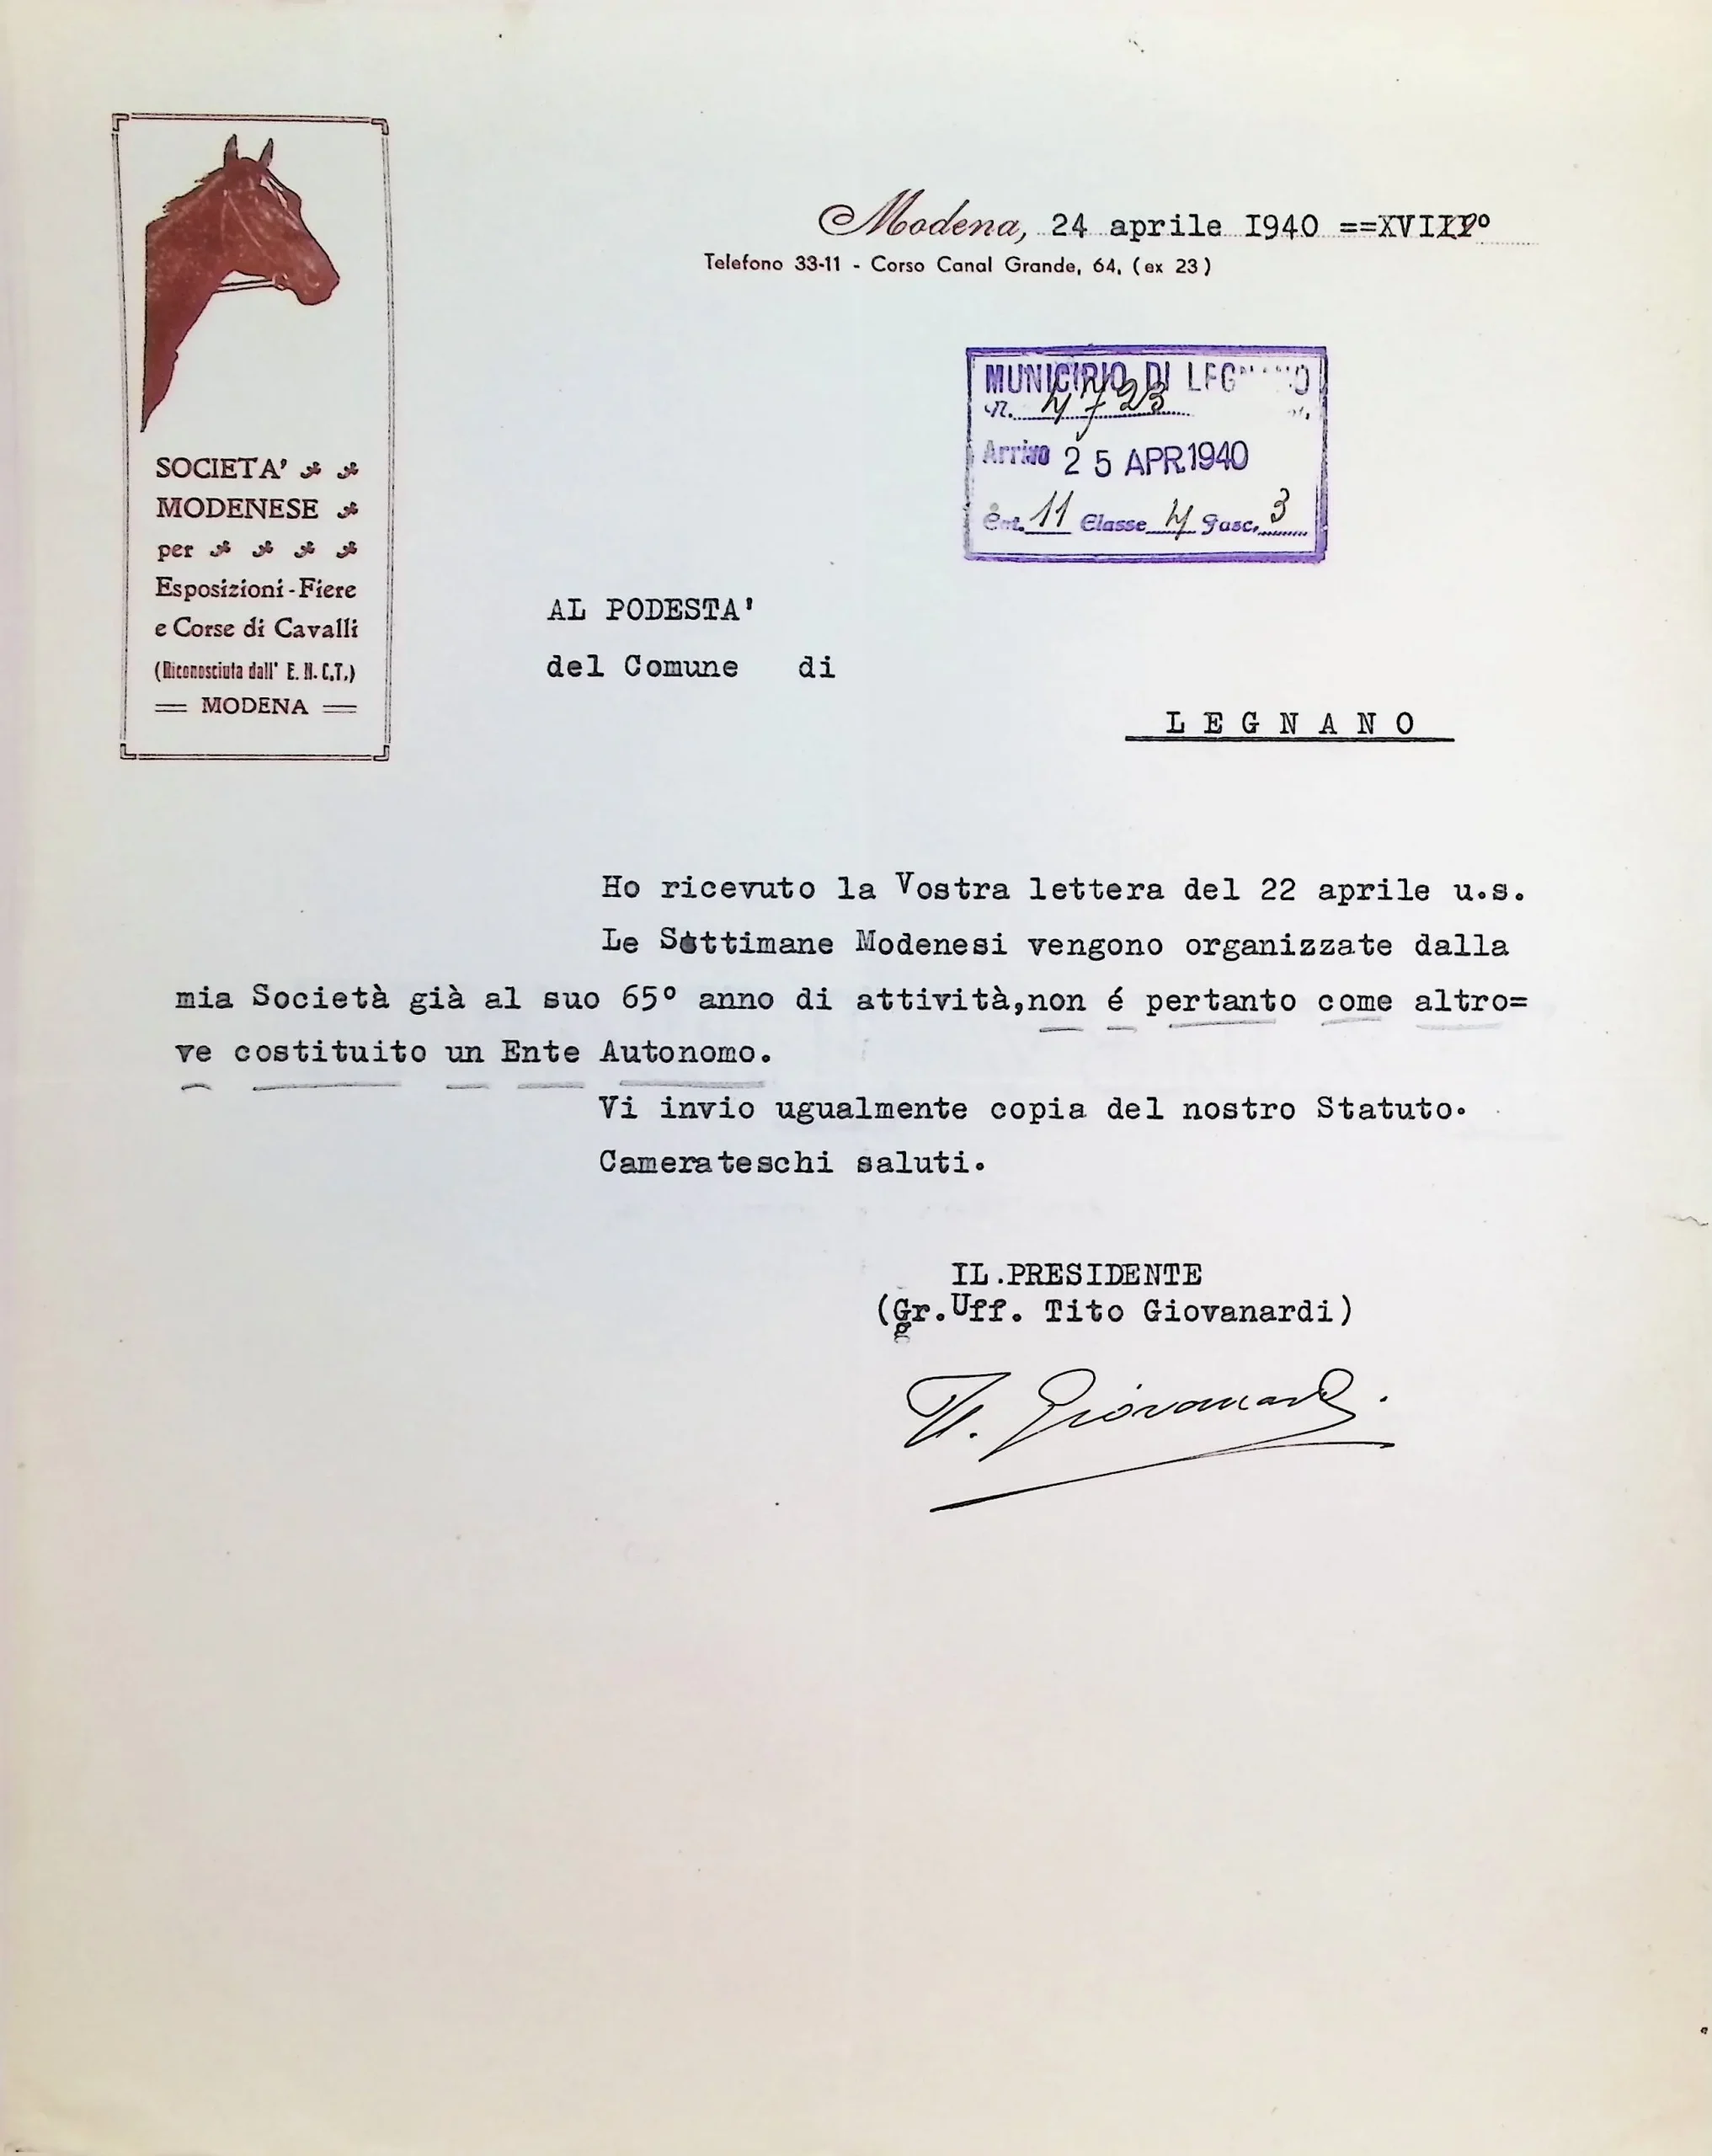 SOCIETA'
MODENESE
per
Esposizioni-Fiere
e Corse di Cavalli
(Riconosciuta dall' E. N. C.T.)
MODENA
Modena, 24 aprile I940 ==XVIII°
Telefono 33-11 - Corso Canal Grande, 64, (ex 23)
MUNICIPIO DI LEGNANO
N. 4723
Arrivo 25 APR. 1940
Cat. 11 Classe 4 Fasc. 3
AL PODESTA'
del Comune di
LEGNANO
Ho ricevuto la Vostra lettera del 22 aprile u.s.
Le Settimane Modenesi vengono organizzate dalla
mia Società già al suo 65° anno di attività,non é pertanto come altro=
ve costituito un Ente Autonomo.
Vi invio ugualmente copia del nostro Statuto.
Camerateschi saluti.
IL.PRESIDENTE
(Gr.Uff. Tito Giovanardi)
T. Giovanardi.